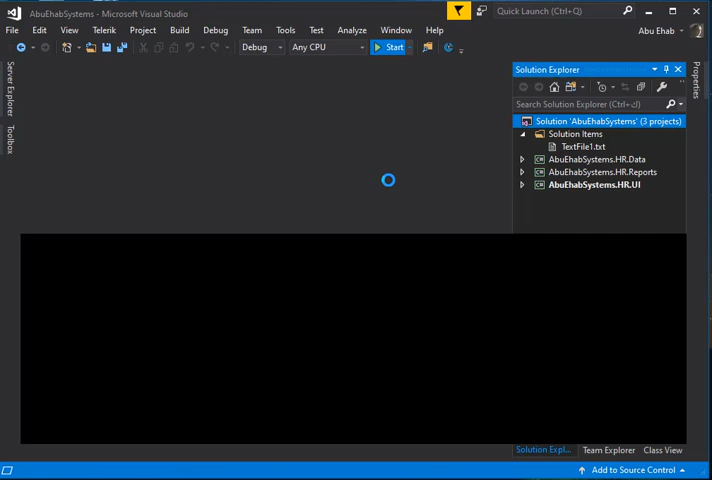 AbuEhabSystems - Microsoft Visual Studio
Quick Launch (Ctrl+Q)
File Edit View Telerik Project Build Debug Team Tools Test Analyze Window Help
Abu Ehab
Debug Any CPU Start
Server Explorer
Toolbox
Solution Explorer
Search Solution Explorer (Ctrl+ك)
Solution 'AbuEhabSystems' (3 projects)
Solution Items
TextFile1.txt
AbuEhabSystems.HR.Data
AbuEhabSystems.HR.Reports
AbuEhabSystems.HR.UI
Properties
Solution Expl... Team Explorer Class View
Add to Source Control